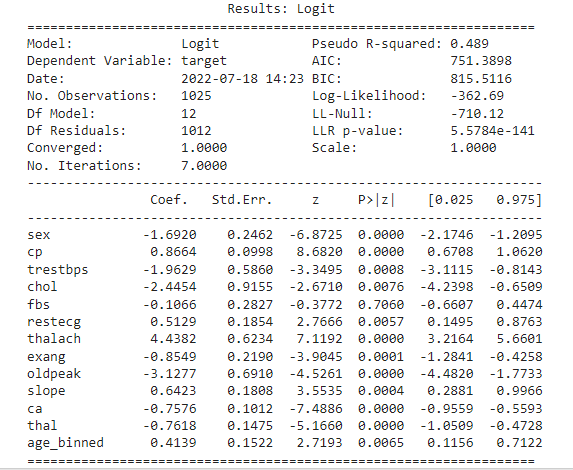 Results: Logit
=================================================================
Model: Logit Pseudo R-squared: 0.489
Dependent Variable: target AIC: 751.3898
Date: 2022-07-18 14:23 BIC: 815.5116
No. Observations: 1025 Log-Likelihood: -362.69
Df Model: 12 LL-Null: -710.12
Df Residuals: 1012 LLR p-value: 5.5784e-141
Converged: 1.0000 Scale: 1.0000
No. Iterations: 7.0000
-----------------------------------------------------------------
Coef. Std.Err. z P>|z| [0.025 0.975]
-----------------------------------------------------------------
sex -1.6920 0.2462 -6.8725 0.0000 -2.1746 -1.2095
cp 0.8664 0.0998 8.6820 0.0000 0.6708 1.0620
trestbps -1.9629 0.5860 -3.3495 0.0008 -3.1115 -0.8143
chol -2.4454 0.9155 -2.6710 0.0076 -4.2398 -0.6509
fbs -0.1066 0.2827 -0.3772 0.7060 -0.6607 0.4474
restecg 0.5129 0.1854 2.7666 0.0057 0.1495 0.8763
thalach 4.4382 0.6234 7.1192 0.0000 3.2164 5.6601
exang -0.8549 0.2190 -3.9045 0.0001 -1.2841 -0.4258
oldpeak -3.1277 0.6910 -4.5261 0.0000 -4.4820 -1.7733
slope 0.6423 0.1808 3.5535 0.0004 0.2881 0.9966
ca -0.7576 0.1012 -7.4886 0.0000 -0.9559 -0.5593
thal -0.7618 0.1475 -5.1660 0.0000 -1.0509 -0.4728
age_binned 0.4139 0.1522 2.7193 0.0065 0.1156 0.7122
=================================================================